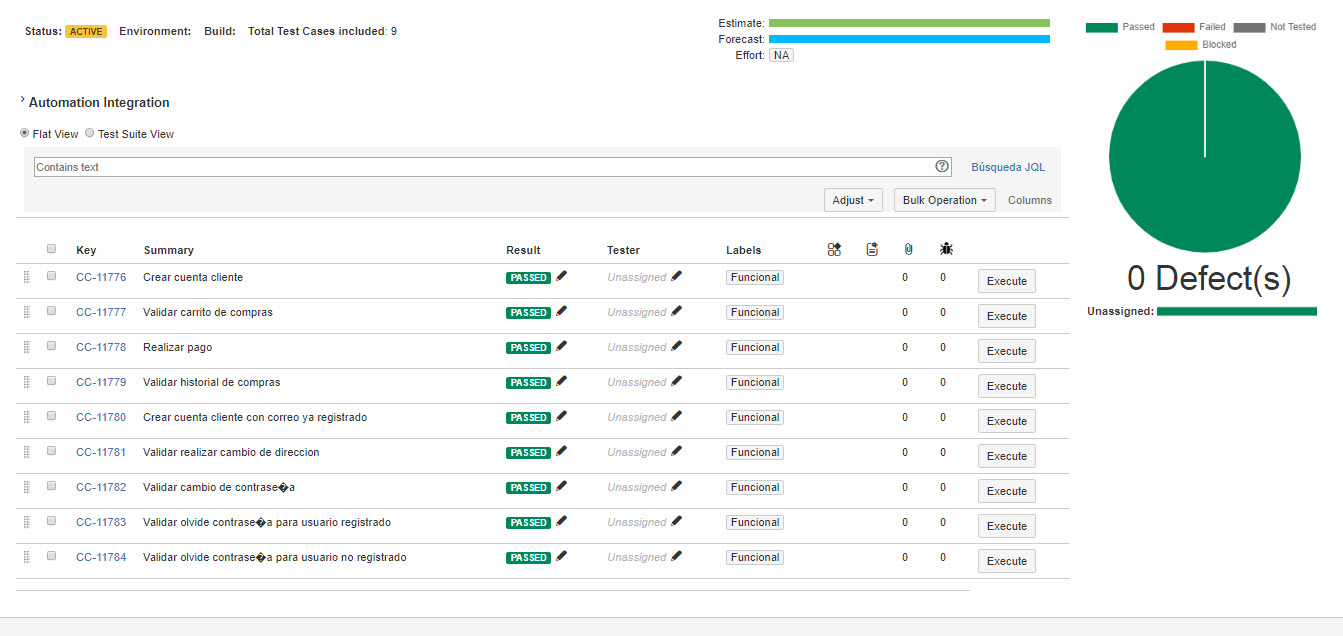 Status: ACTIVE Environment: Build: Total Test Cases included: 9
Estimate:
Forecast:
Effort: NA
Passed Failed Not Tested
Blocked
› Automation Integration
Flat View Test Suite View
Contains text ? Búsqueda JQL
Adjust Bulk Operation Columns
Key Summary Result Tester Labels
CC-11776 Crear cuenta cliente PASSED Unassigned Funcional 0 0 Execute
CC-11777 Validar carrito de compras PASSED Unassigned Funcional 0 0 Execute
CC-11778 Realizar pago PASSED Unassigned Funcional 0 0 Execute
CC-11779 Validar historial de compras PASSED Unassigned Funcional 0 0 Execute
CC-11780 Crear cuenta cliente con correo ya registrado PASSED Unassigned Funcional 0 0 Execute
CC-11781 Validar realizar cambio de direccion PASSED Unassigned Funcional 0 0 Execute
CC-11782 Validar cambio de contrase�a PASSED Unassigned Funcional 0 0 Execute
CC-11783 Validar olvide contrase�a para usuario registrado PASSED Unassigned Funcional 0 0 Execute
CC-11784 Validar olvide contrase�a para usuario no registrado PASSED Unassigned Funcional 0 0 Execute
0 Defect(s)
Unassigned: